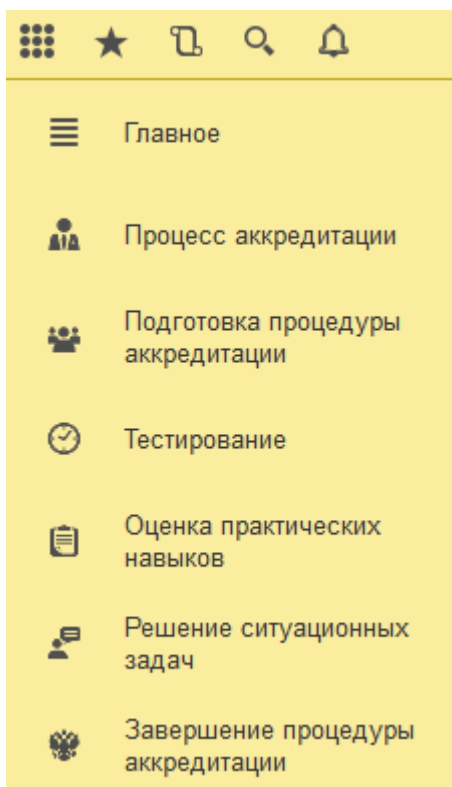 Главное
Процесс аккредитации
Подготовка процедуры
аккредитации
Тестирование
Оценка практических
навыков
Решение ситуационных
задач
Завершение процедуры
аккредитации